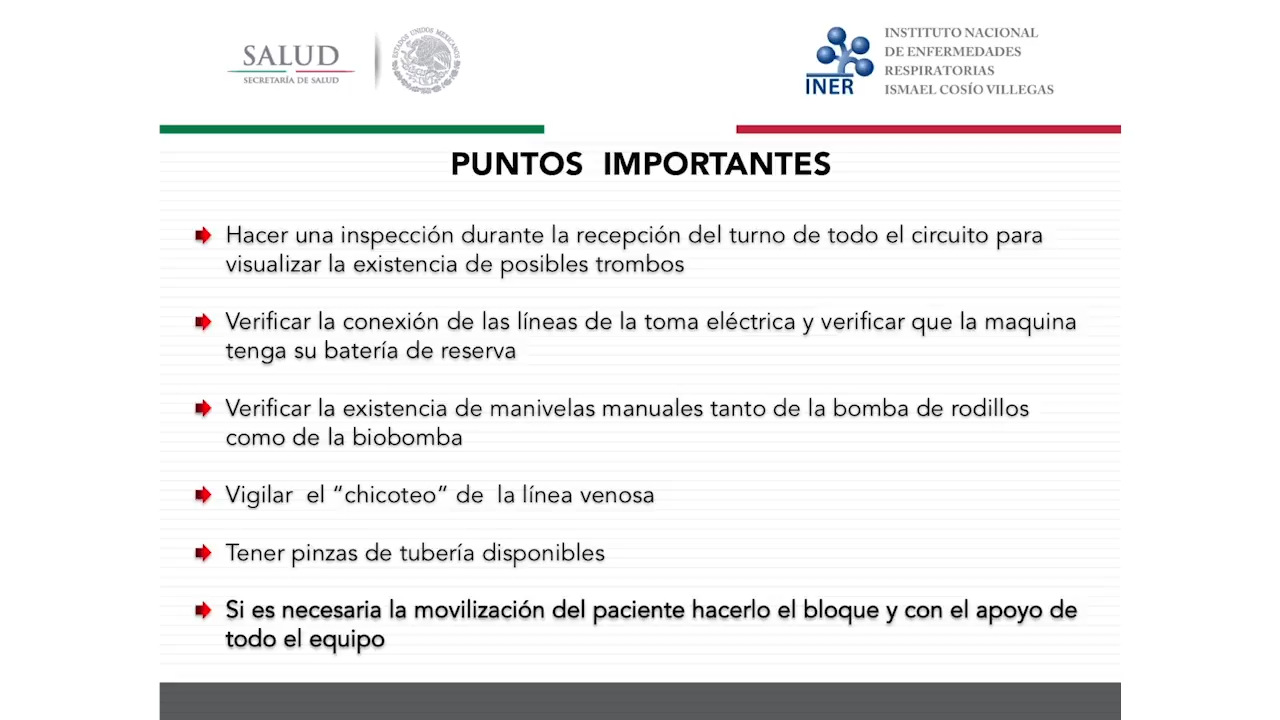 SALUD
SECRETARÍA DE SALUD
ESTADOS UNIDOS MEXICANOS
INER
INSTITUTO NACIONAL
DE ENFERMEDADES
RESPIRATORIAS
ISMAEL COSÍO VILLEGAS
PUNTOS IMPORTANTES
Hacer una inspección durante la recepción del turno de todo el circuito para
visualizar la existencia de posibles trombos
Verificar la conexión de las líneas de la toma eléctrica y verificar que la maquina
tenga su batería de reserva
Verificar la existencia de manivelas manuales tanto de la bomba de rodillos
como de la biobomba
Vigilar el “chicoteo“ de la línea venosa
Tener pinzas de tubería disponibles
Si es necesaria la movilización del paciente hacerlo el bloque y con el apoyo de
todo el equipo